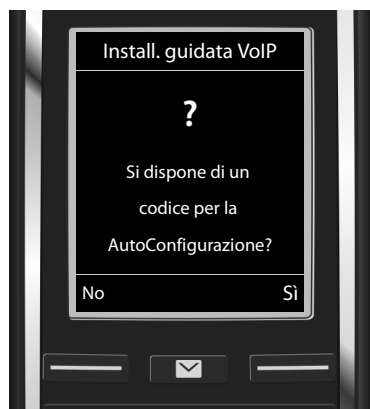 Install. guidata VoIP
?
Si dispone di un
codice per la
AutoConfigurazione?
No Sì